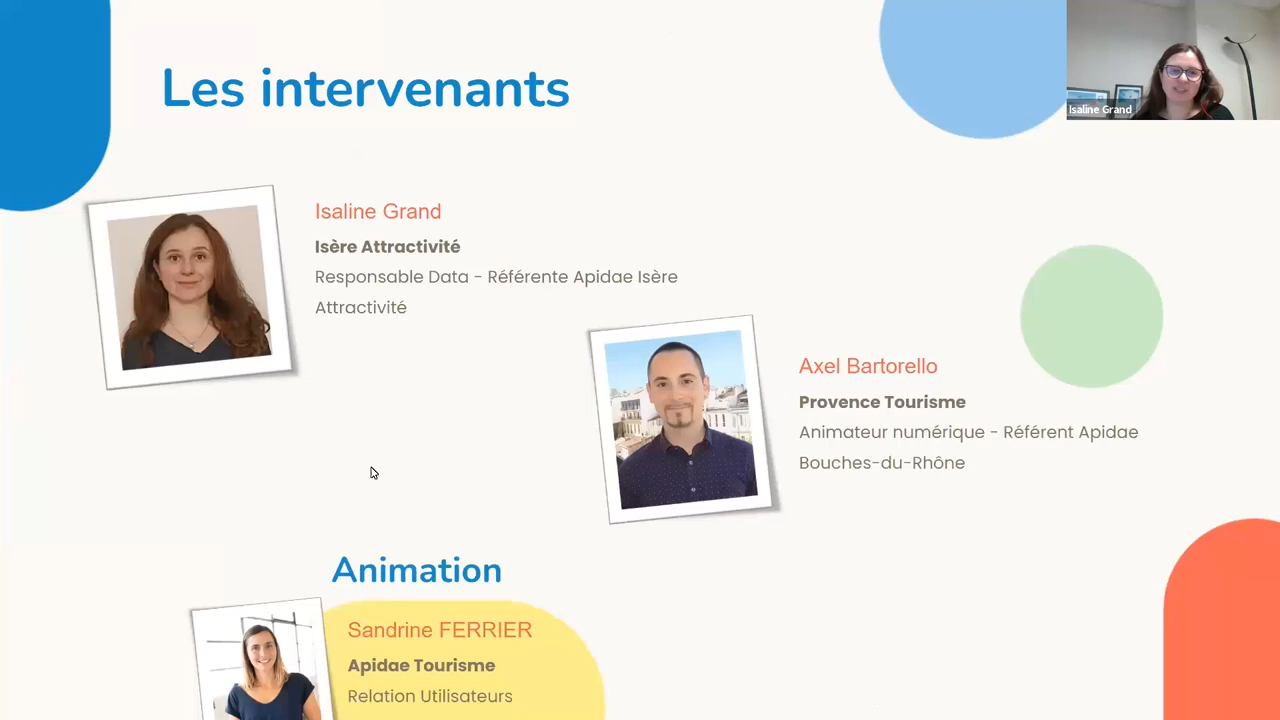 Les intervenants
Isaline Grand
Isaline Grand
Isère Attractivité
Responsable Data - Référente Apidae Isère
Attractivité
Axel Bartorello
Provence Tourisme
Animateur numérique - Référent Apidae
Bouches-du-Rhône
Animation
Sandrine FERRIER
Apidae Tourisme
Relation Utilisateurs